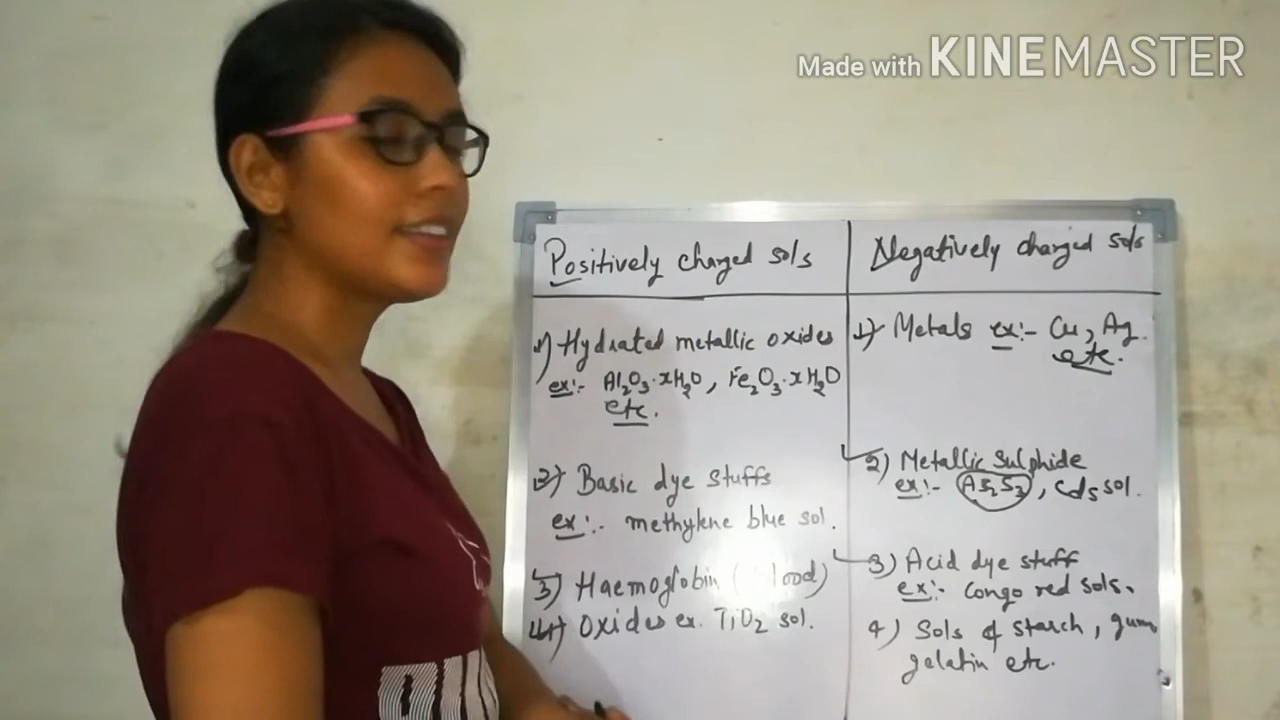 Made with KINEMASTER
Positively charged sols
1) Hydrated metallic oxides
ex:- Al2O3·xH2O, Fe2O3·xH2O
etc.
2) Basic dye stuffs
ex:- methylene blue sol.
3) Haemoglobin (blood)
4) Oxides ex. TiO2 sol.
Negatively charged sols
1) Metals ex:- Cu, Ag
etc.
2) Metallic sulphide
ex:- As2S3, CdS sol.
3) Acid dye stuff
ex:- Congo red sols.
4) Sols of starch, gum,
gelatin etc.